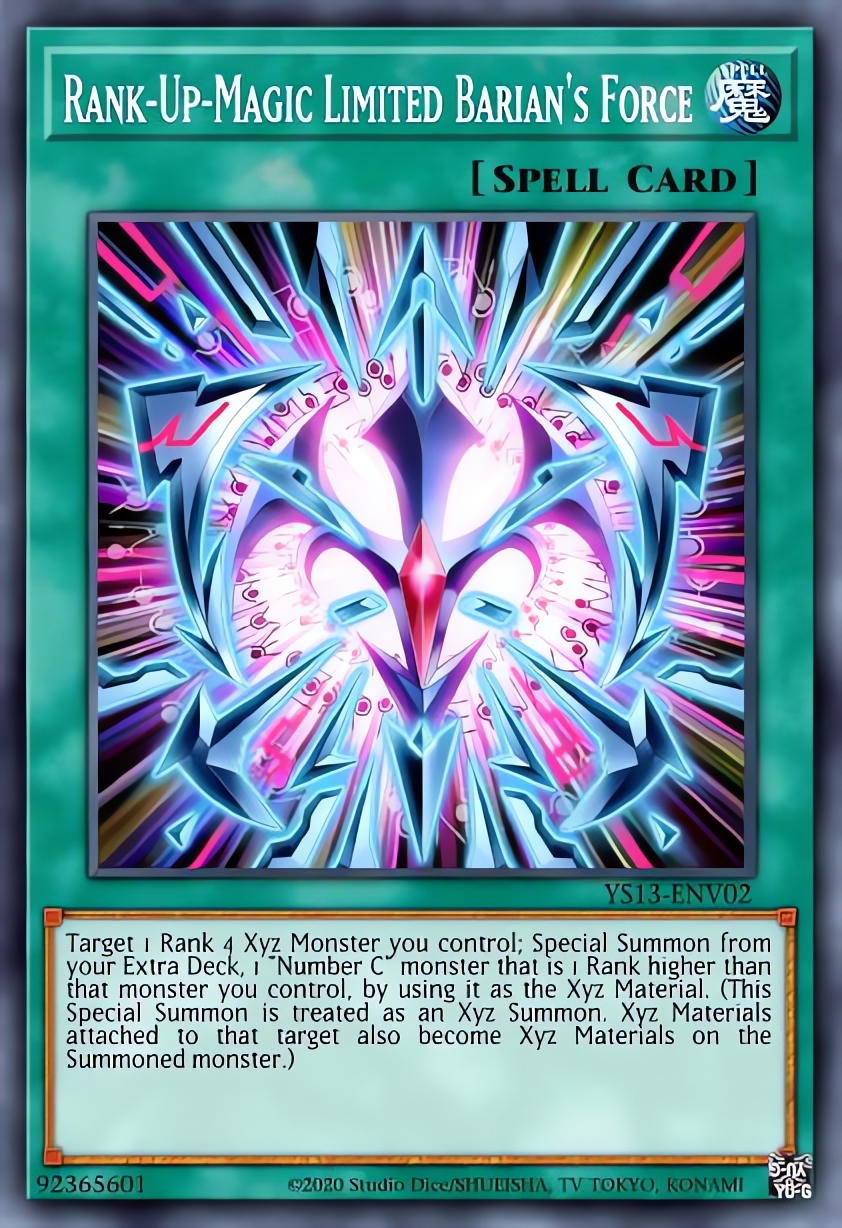 RANK-UP-MAGIC LIMITED BARIAN'S FORCE
魔
[SPELL CARD]
YS13-ENV02
Target 1 Rank 4 Xyz Monster you control; Special Summon from
your Extra Deck, 1 "Number C" monster that is 1 Rank higher than
that monster you control, by using it as the Xyz Material. (This
Special Summon is treated as an Xyz Summon. Xyz Materials
attached to that target also become Xyz Materials on the
Summoned monster.)
92365601
©2020 Studio Dice/SHUEISHA, TV TOKYO, KONAMI